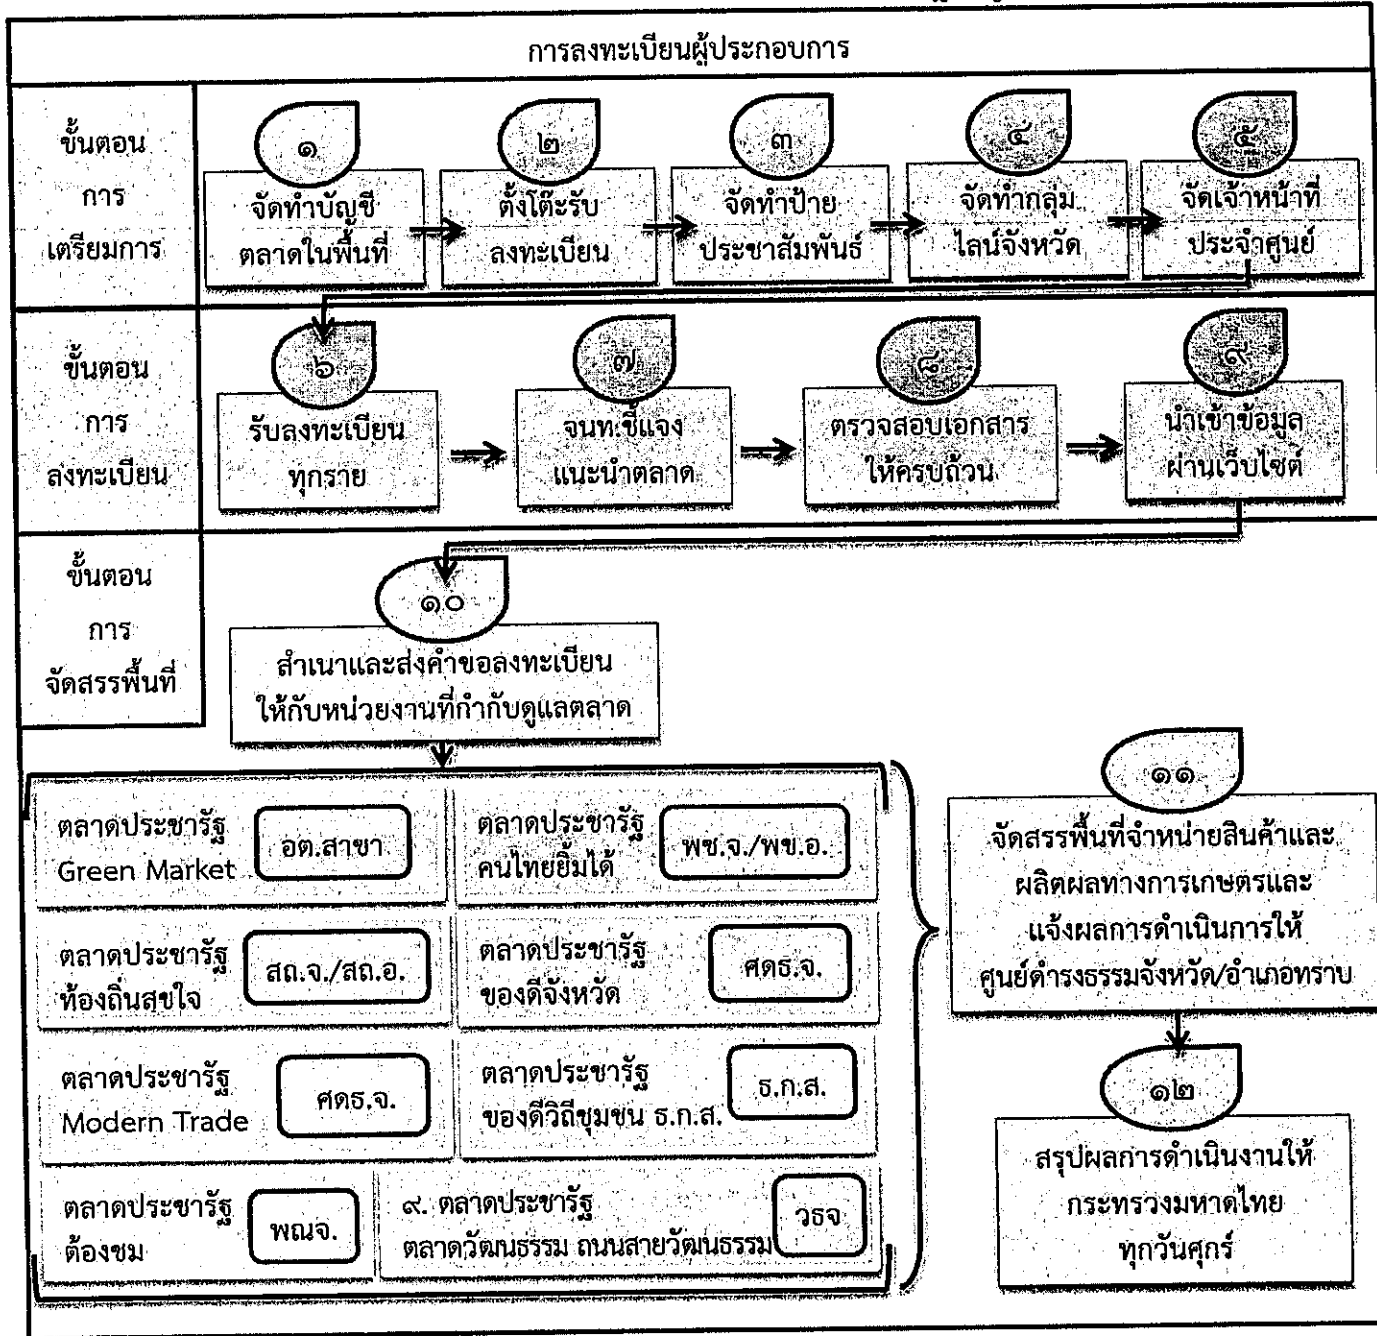 การลงทะเบียนผู้ประกอบการ
ขั้นตอน
การ
เตรียมการ
๑
จัดทำบัญชี
ตลาดในพื้นที่
๒
ตั้งโต๊ะรับ
ลงทะเบียน
๓
จัดทำป้าย
ประชาสัมพันธ์
๔
จัดทำกลุ่ม
ไลน์จังหวัด
๕
จัดเจ้าหน้าที่
ประจำศูนย์
ขั้นตอน
การ
ลงทะเบียน
๖
รับลงทะเบียน
ทุกราย
๗
จนท.ชี้แจง
แนะนำตลาด
๘
ตรวจสอบเอกสาร
ให้ครบถ้วน
๙
นำเข้าข้อมูล
ผ่านเว็บไซต์
ขั้นตอน
การ
จัดสรรพื้นที่
๑๐
สำเนาและส่งคำขอลงทะเบียน
ให้กับหน่วยงานที่กำกับดูแลตลาด
ตลาดประชารัฐ
Green Market
อต.สาขา
ตลาดประชารัฐ
คนไทยยิ้มได้
พช.จ./พช.อ.
ตลาดประชารัฐ
ท้องถิ่นสุขใจ
สถ.จ./สถ.อ.
ตลาดประชารัฐ
ของดีจังหวัด
ศดธ.จ.
ตลาดประชารัฐ
Modern Trade
ศดธ.จ.
ตลาดประชารัฐ
ของดีวิถีชุมชน ธ.ก.ส.
ธ.ก.ส.
ตลาดประชารัฐ
ต้องชม
พณจ.
๙. ตลาดประชารัฐ
ตลาดวัฒนธรรม ถนนสายวัฒนธรรม
วธจ
๑๑
จัดสรรพื้นที่จำหน่ายสินค้าและ
ผลิตผลทางการเกษตรและ
แจ้งผลการดำเนินการให้
ศูนย์ดำรงธรรมจังหวัด/อำเภอทราบ
๑๒
สรุปผลการดำเนินงานให้
กระทรวงมหาดไทย
ทุกวันศุกร์